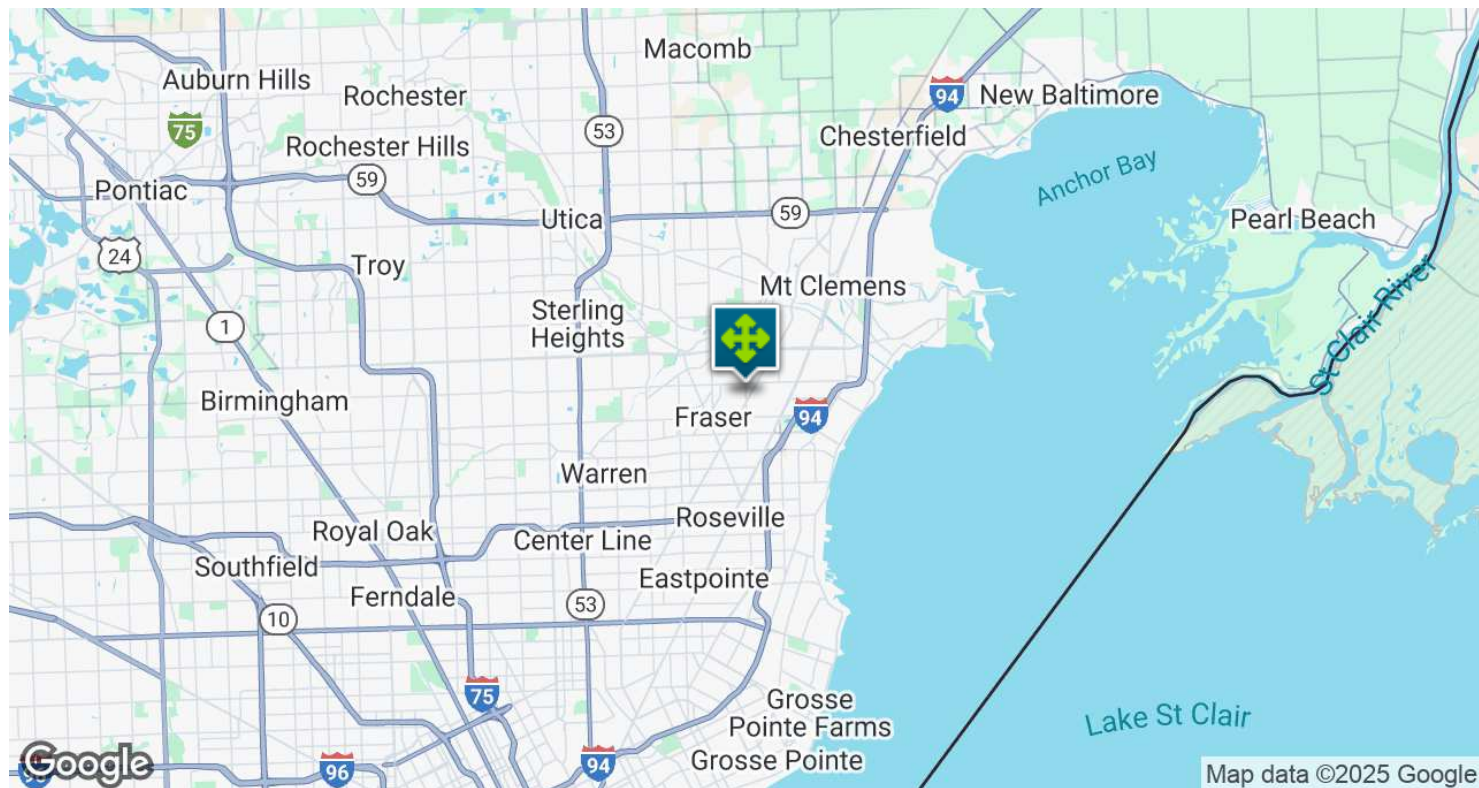 Macomb
Auburn Hills
Rochester
94
New Baltimore
75
53
Chesterfield
Rochester Hills
59
Anchor Bay
Pontiac
59
Utica
Pearl Beach
24
Troy
Mt Clemens
St Clair River
Sterling
Heights
1
Birmingham
Fraser
94
Warren
Royal Oak
Roseville
Center Line
Southfield
Eastpointe
Ferndale
53
10
75
Grosse
Pointe Farms
Lake St Clair
Grosse Pointe
Google
96
94
Map data ©2025 Google